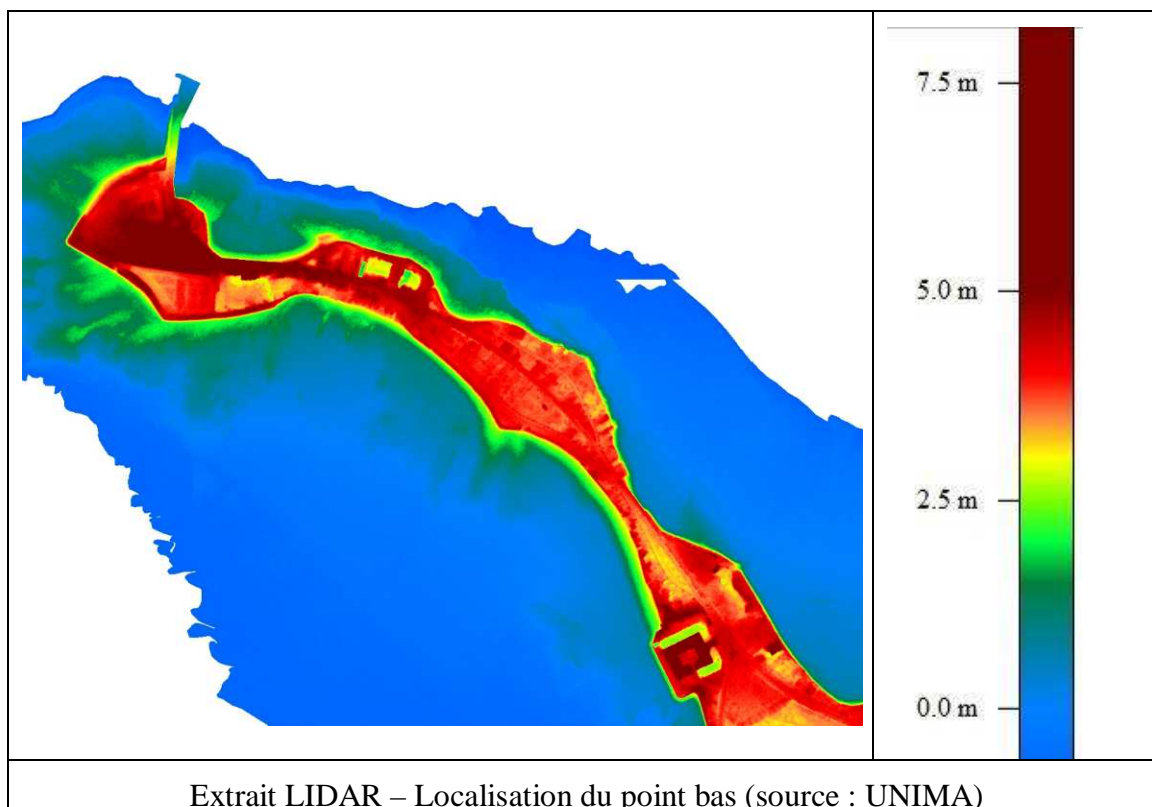 7.5 m
5.0 m
2.5 m
0.0 m
Extrait LIDAR – Localisation du point bas (source : UNIMA)